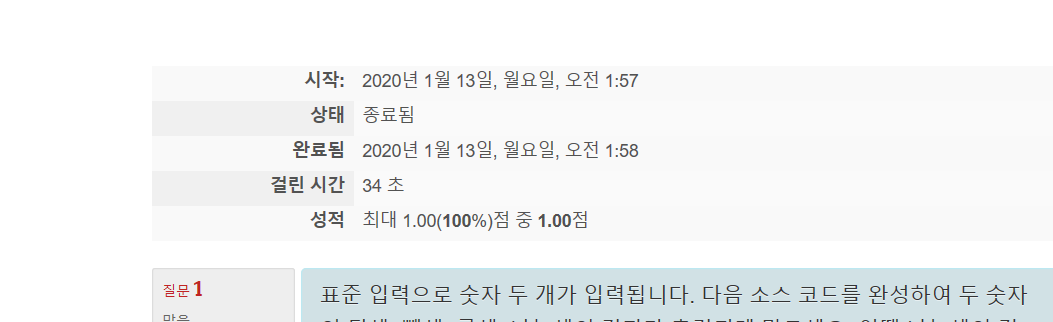 시작: 2020년 1월 13일, 월요일, 오전 1:57
상태 종료됨
완료됨 2020년 1월 13일, 월요일, 오전 1:58
걸린 시간 34 초
성적 최대 1.00(100%)점 중 1.00점
질문 1
표준 입력으로 숫자 두 개가 입력됩니다. 다음 소스 코드를 완성하여 두 숫자